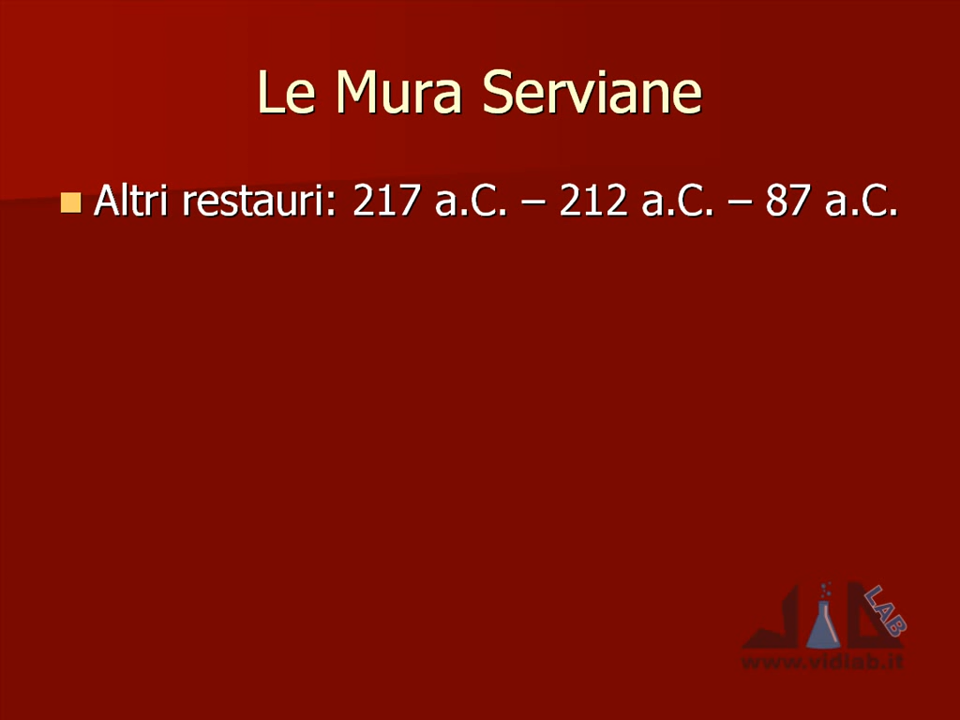 Le Mura Serviane
Altri restauri: 217 a.C. – 212 a.C. – 87 a.C.
LAB
www.vidlab.it